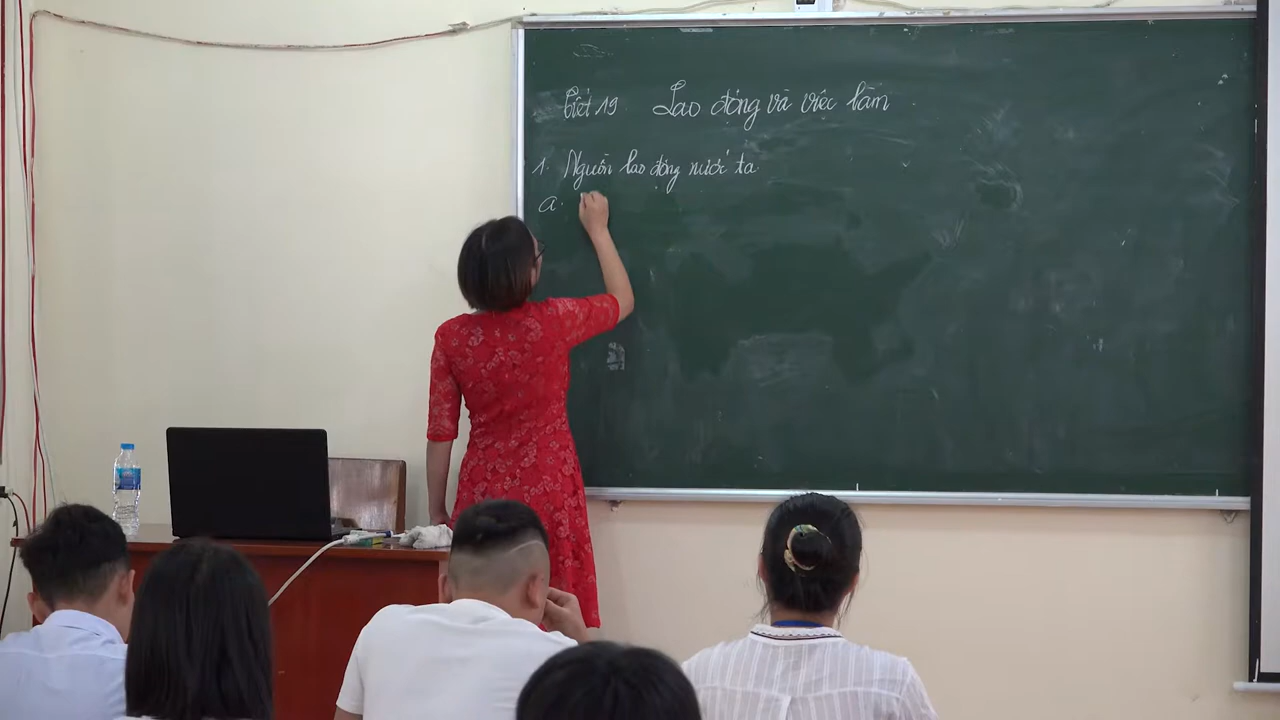 Tiết 19. Lao động và việc làm
1. Nguồn lao động nước ta
a.